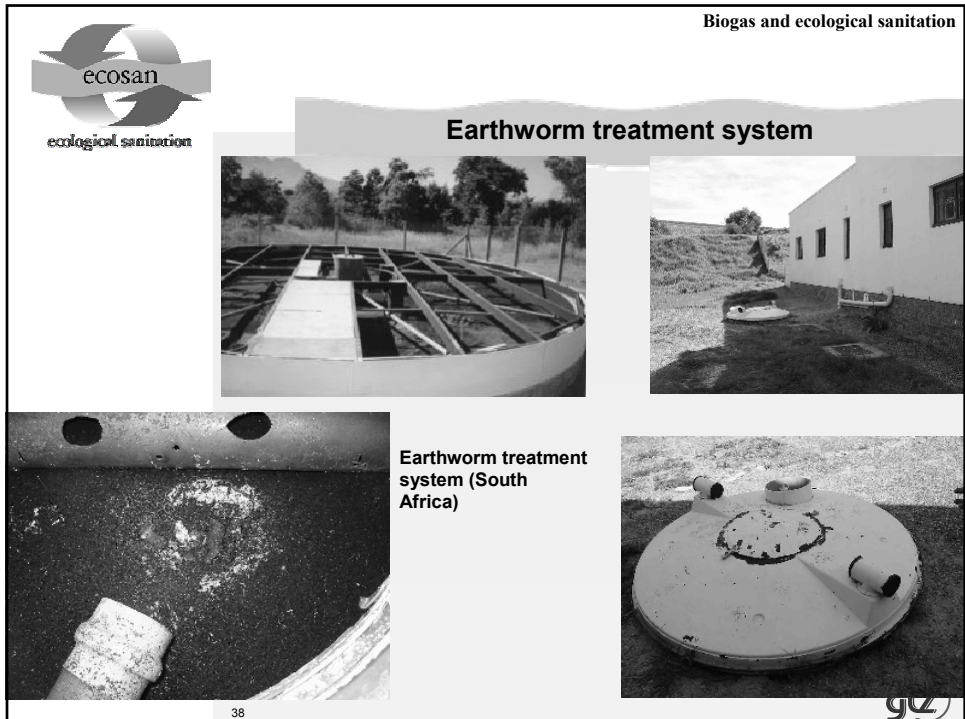 Biogas and ecological sanitation
ecosan
ecological sanitation
Earthworm treatment system
Earthworm treatment
system (South
Africa)
38
gtz